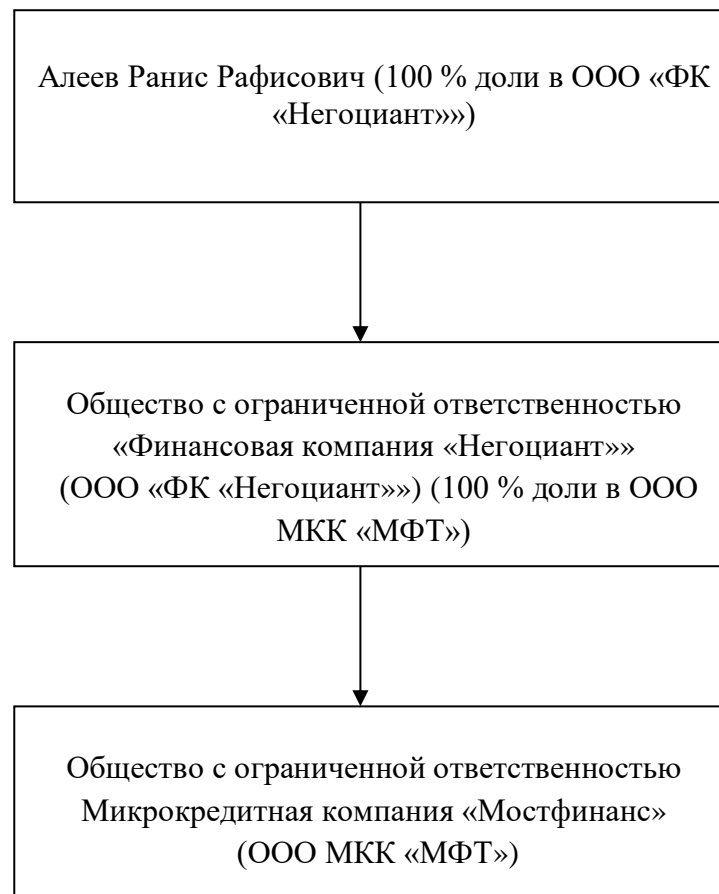 Алеев Ранис Рафисович (100 % доли в ООО «ФК
«Негоциант»»)
Общество с ограниченной ответственностью
«Финансовая компания «Негоциант»»
(ООО «ФК «Негоциант»») (100 % доли в ООО
МКК «МФТ»)
Общество с ограниченной ответственностью
Микрокредитная компания «Мостфинанс»
(ООО МКК «МФТ»)